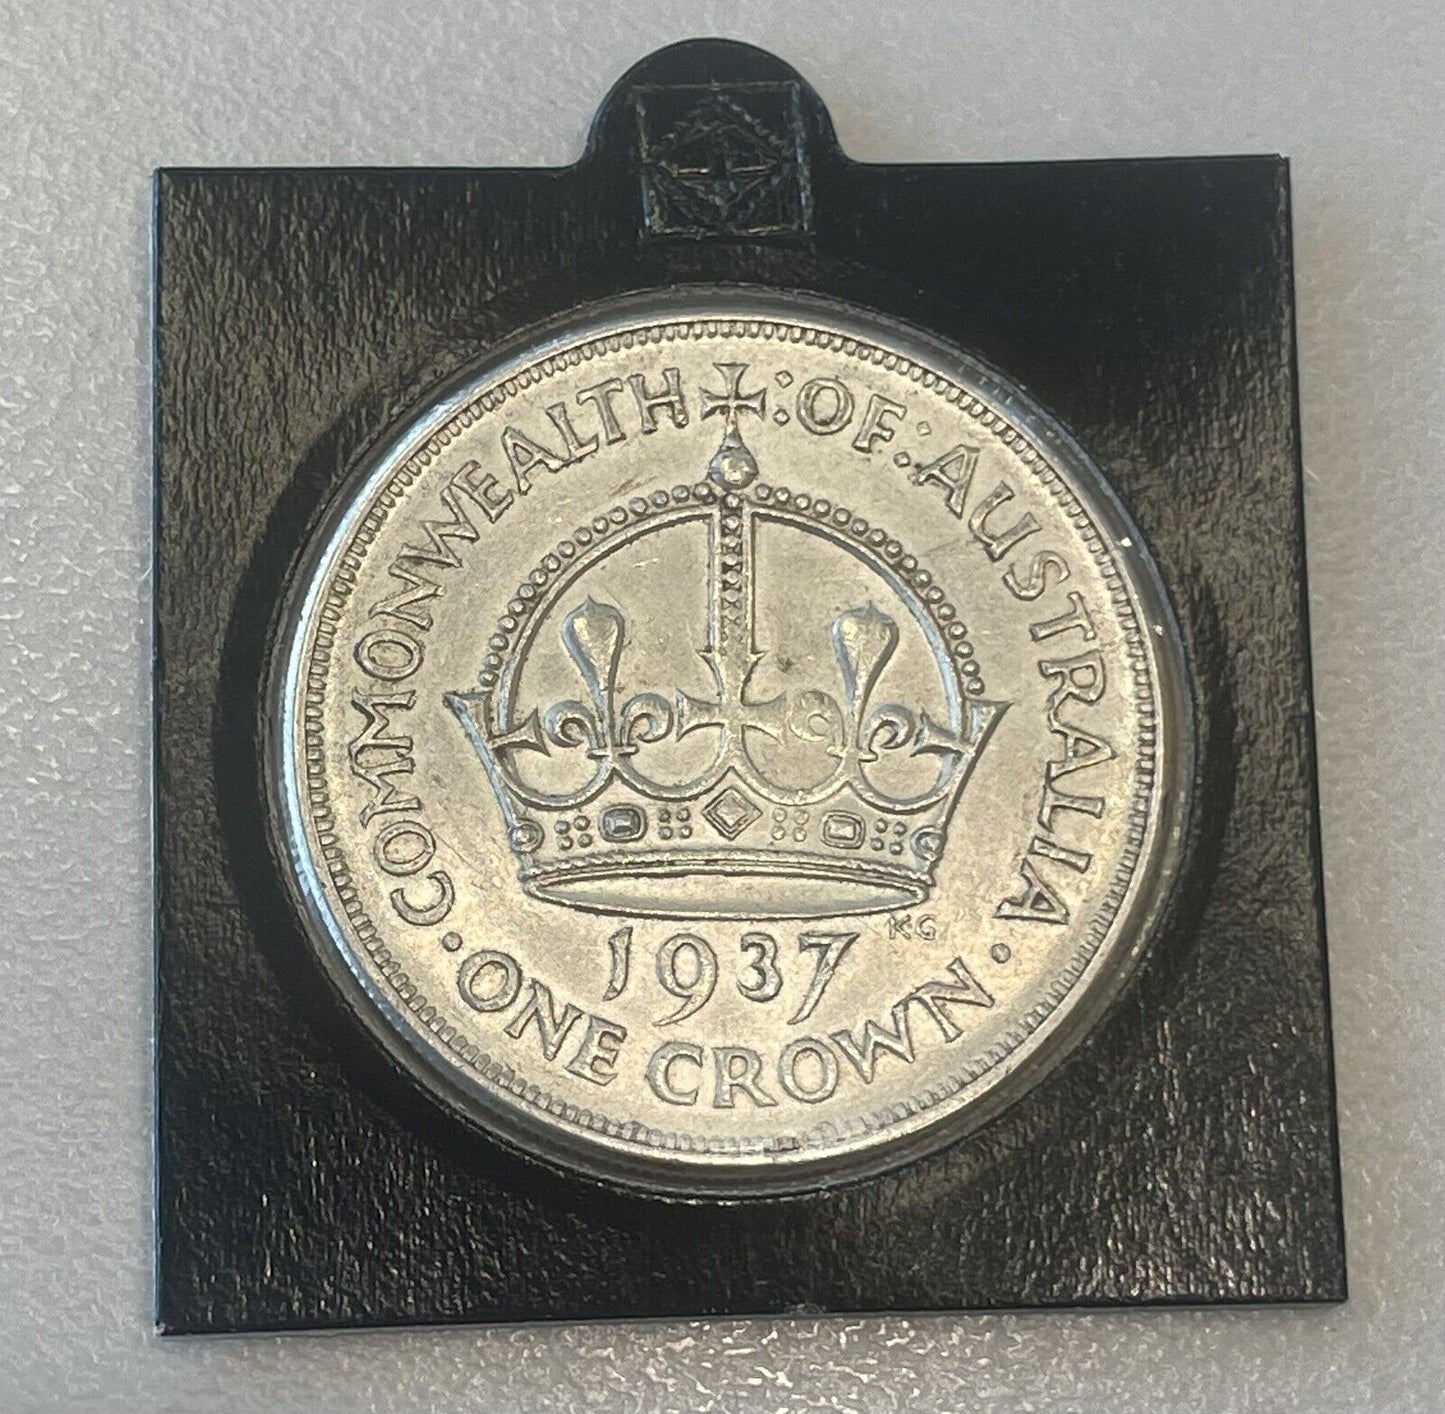 COMMONWEALTH : OF : AUSTRALIA
KG
1937
· ONE CROWN ·